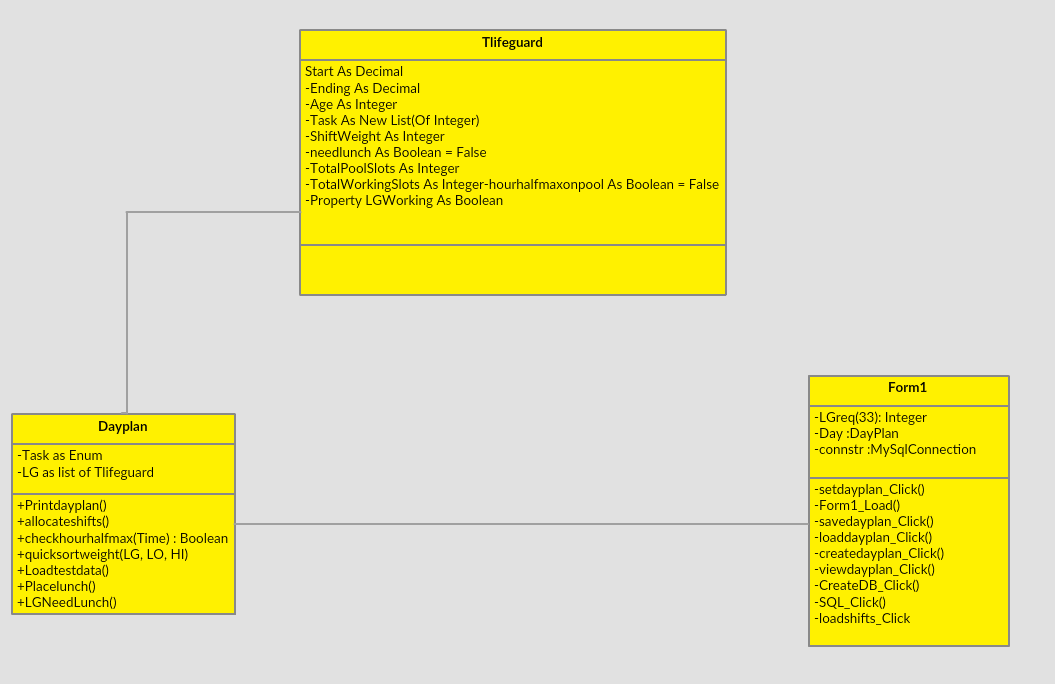 Tlifeguard
Start As Decimal
-Ending As Decimal
-Age As Integer
-Task As New List(Of Integer)
-ShiftWeight As Integer
-needlunch As Boolean = False
-TotalPoolSlots As Integer
-TotalWorkingSlots As Integer-hourhalfmaxonpool As Boolean = False
-Property LGWorking As Boolean
Dayplan
-Task as Enum
-LG as list of Tlifeguard
+Printdayplan()
+allocateshifts()
+checkhourhalfmax(Time) : Boolean
+quicksortweight(LG, LO, HI)
+Loadtestdata()
+Placelunch()
+LGNeedLunch()
Form1
-LGreq(33): Integer
-Day :DayPlan
-connstr :MySqlConnection
-setdayplan_Click()
-Form1_Load()
-savedayplan_Click()
-loaddayplan_Click()
-createdayplan_Click()
-viewdayplan_Click()
-CreateDB_Click()
-SQL_Click()
-loadshifts_Click